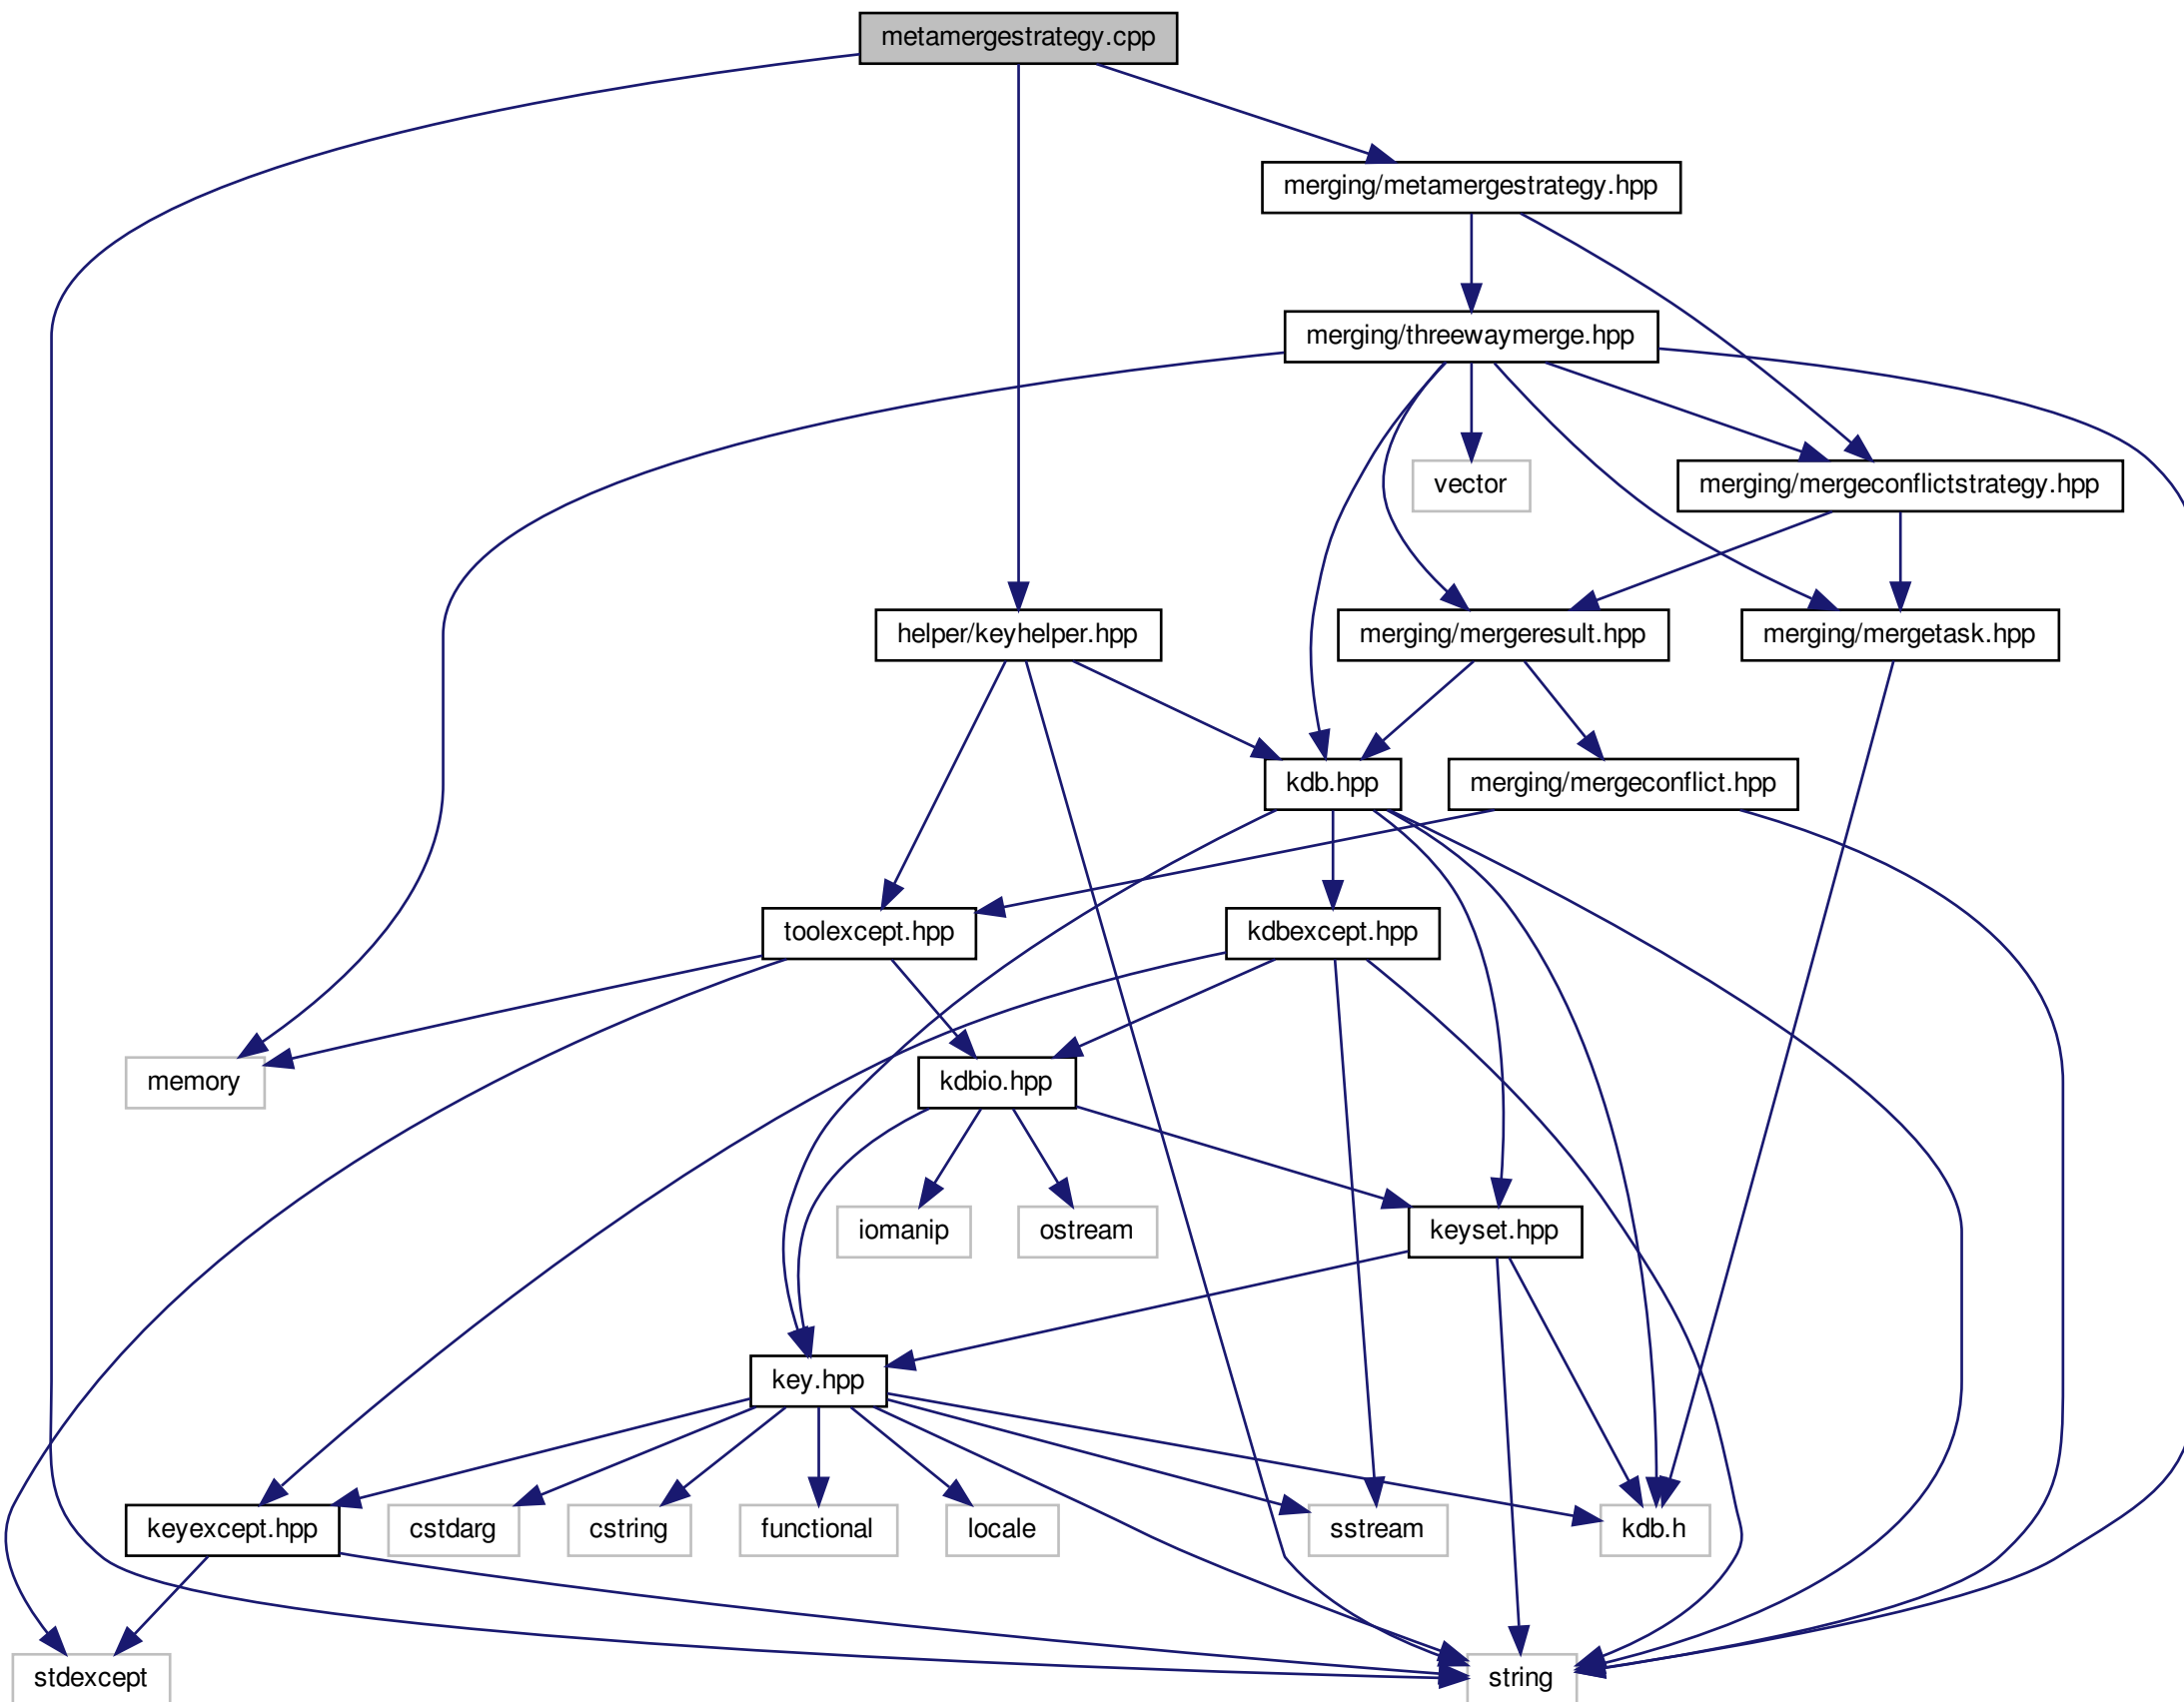 metamergestrategy.cpp
merging/metamergestrategy.hpp
merging/threewaymerge.hpp
vector
merging/mergeconflictstrategy.hpp
helper/keyhelper.hpp
merging/mergeresult.hpp
merging/mergetask.hpp
kdb.hpp
merging/mergeconflict.hpp
toolexcept.hpp
kdbexcept.hpp
memory
kdbio.hpp
iomanip
ostream
keyset.hpp
key.hpp
keyexcept.hpp
cstdarg
cstring
functional
locale
sstream
kdb.h
stdexcept
string